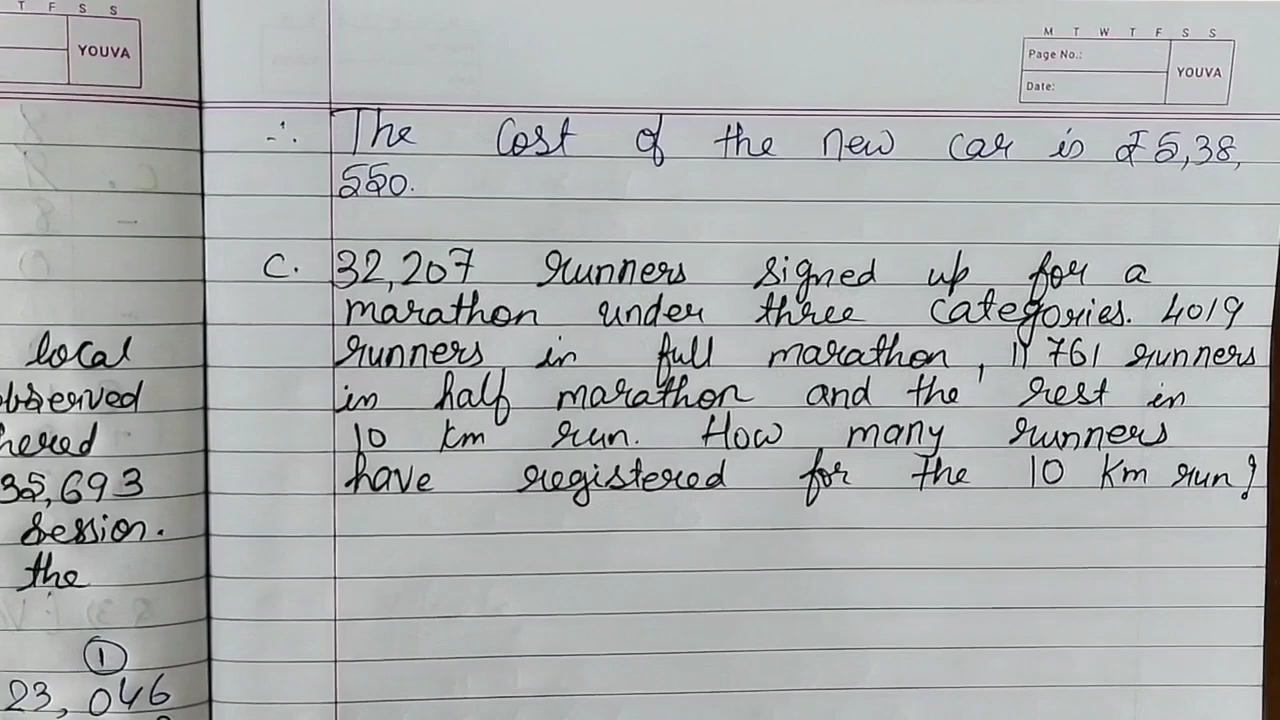 T F S S
YOUVA
local
observed
hered
35,693
session.
the
①
23, 046
M T W T F S S
Page No.:
Date:
YOUVA
∴ The cost of the new car is ₹5,38,
550.
C. 32,207 runners signed up for a
marathon under three categories. 4019
runners in full marathon, 11,761 runners
in half marathon and the rest in
10 km run. How many runners
have registered for the 10 km run?